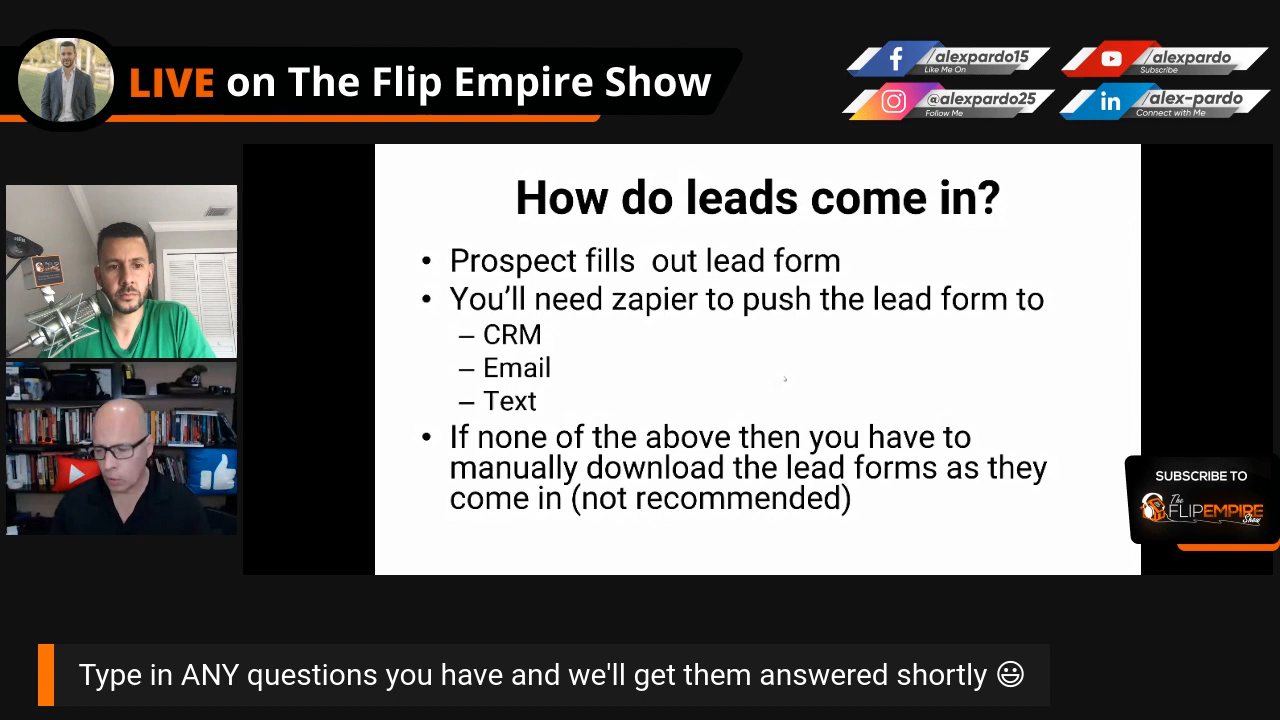 LIVE on The Flip Empire Show
/alexpardo15
Like Me On
/alexpardo
Subscribe
@alexpardo25
Follow Me
/alex-pardo
Connect with Me
How do leads come in?
• Prospect fills  out lead form
• You’ll need zapier to push the lead form to
– CRM
– Email
– Text
• If none of the above then you have to
manually download the lead forms as they
come in (not recommended)
SUBSCRIBE TO
The
FLIPEMPIRE
Show
Type in ANY questions you have and we'll get them answered shortly 😃